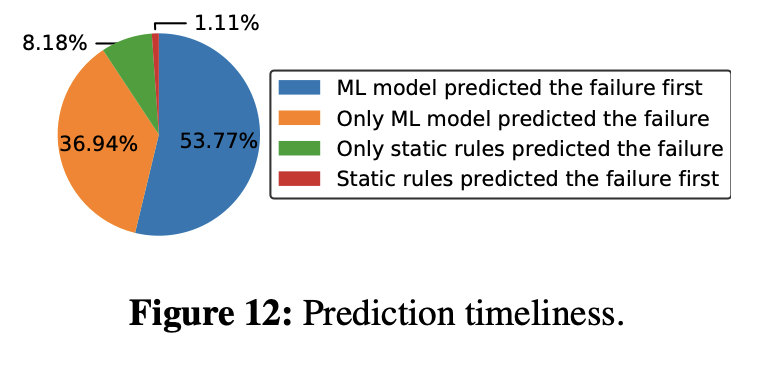 1.11%
8.18%
36.94%
53.77%
ML model predicted the failure first
Only ML model predicted the failure
Only static rules predicted the failure
Static rules predicted the failure first
Figure 12: Prediction timeliness.